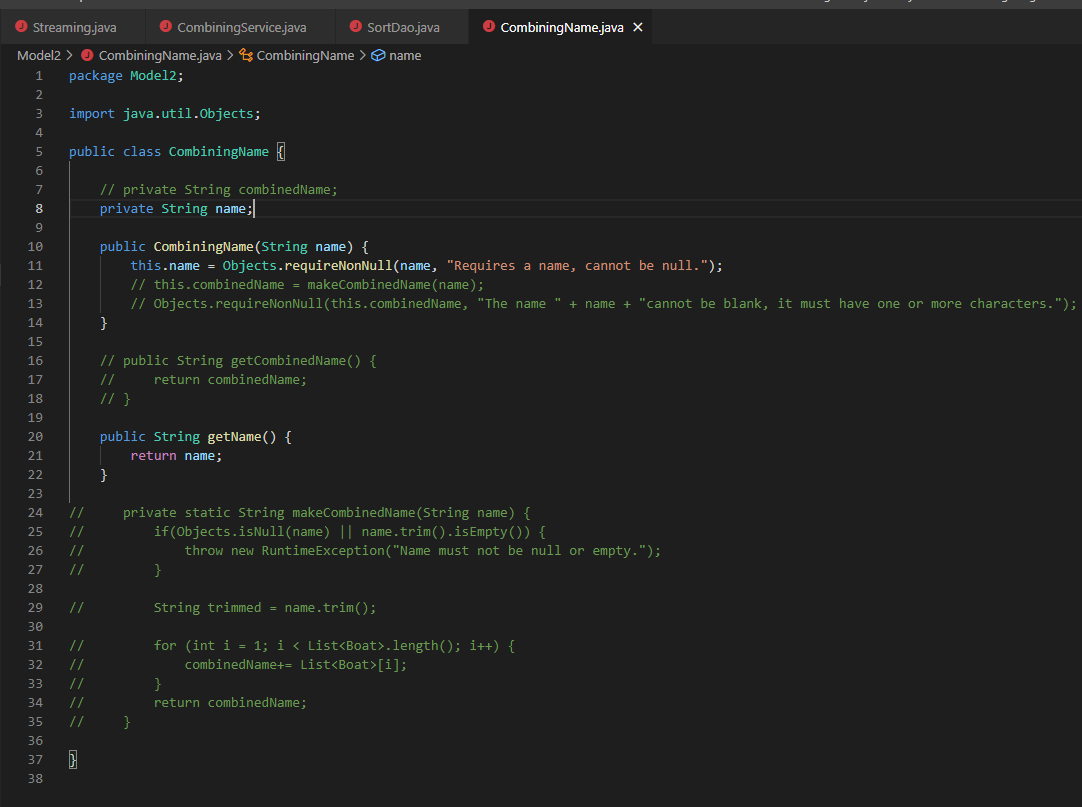 Streaming.java CombiningService.java SortDao.java CombiningName.java ×
Model2 > CombiningName.java > CombiningName > name
1 package Model2;
2
3 import java.util.Objects;
4
5 public class CombiningName {
6
7     // private String combinedName;
8     private String name;
9
10     public CombiningName(String name) {
11         this.name = Objects.requireNonNull(name, "Requires a name, cannot be null.");
12         // this.combinedName = makeCombinedName(name);
13         // Objects.requireNonNull(this.combinedName, "The name " + name + "cannot be blank, it must have one or more characters.");
14     }
15
16     // public String getCombinedName() {
17     //     return combinedName;
18     // }
19
20     public String getName() {
21         return name;
22     }
23
24 //     private static String makeCombinedName(String name) {
25 //         if(Objects.isNull(name) || name.trim().isEmpty()) {
26 //             throw new RuntimeException("Name must not be null or empty.");
27 //         }
28
29 //         String trimmed = name.trim();
30
31 //         for (int i = 1; i < List<Boat>.length(); i++) {
32 //             combinedName+= List<Boat>[i];
33 //         }
34 //         return combinedName;
35 //     }
36
37 }
38